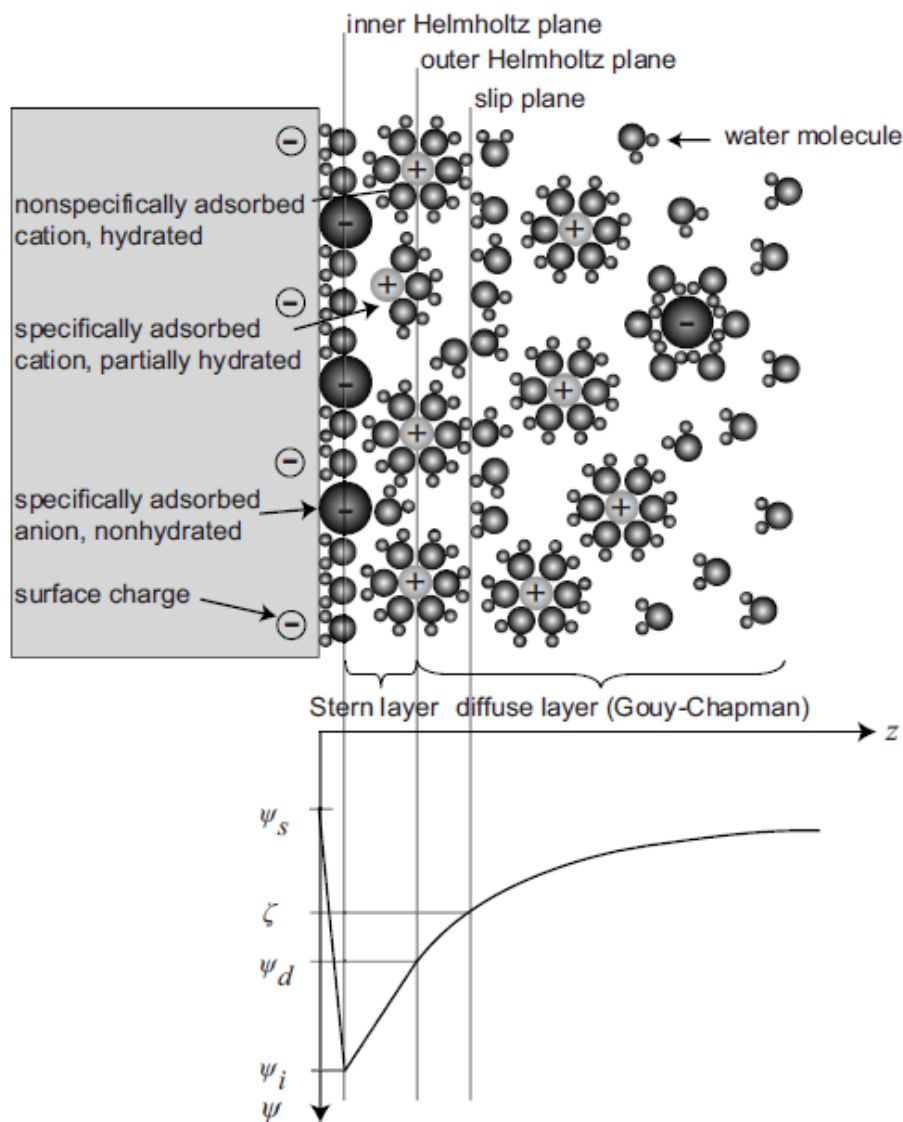 inner Helmholtz plane
outer Helmholtz plane
slip plane
water molecule
nonspecifically adsorbed
cation, hydrated
specifically adsorbed
cation, partially hydrated
specifically adsorbed
anion, nonhydrated
surface charge
+
+
+
+
+
+
+
+
-
-
-
-
-
-
-
-
Stern layer
diffuse layer (Gouy-Chapman)
z
ψs
ζ
ψd
ψi
ψ